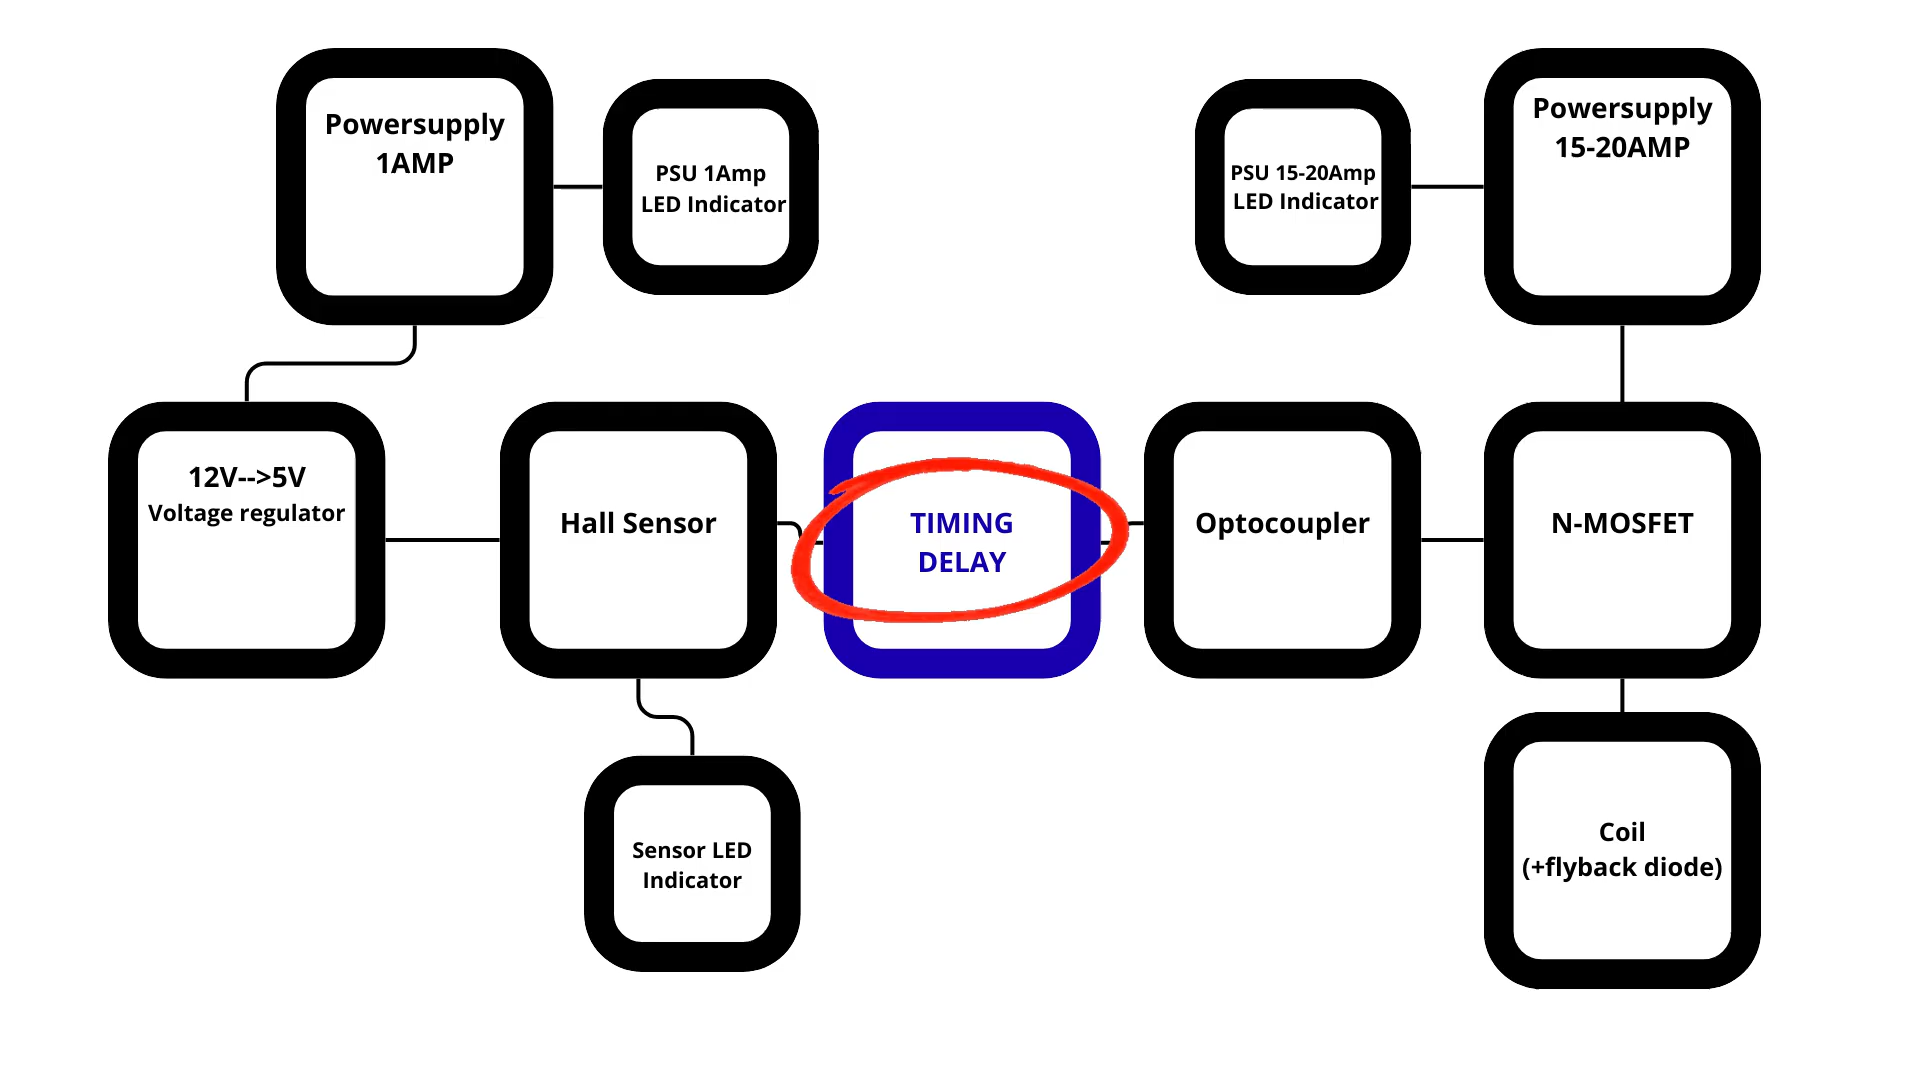 Powersupply
1AMP
PSU 1Amp
LED Indicator
PSU 15-20Amp
LED Indicator
Powersupply
15-20AMP
12V-->5V
Voltage regulator
Hall Sensor
TIMING
DELAY
Optocoupler
N-MOSFET
Sensor LED
Indicator
Coil
(+flyback diode)